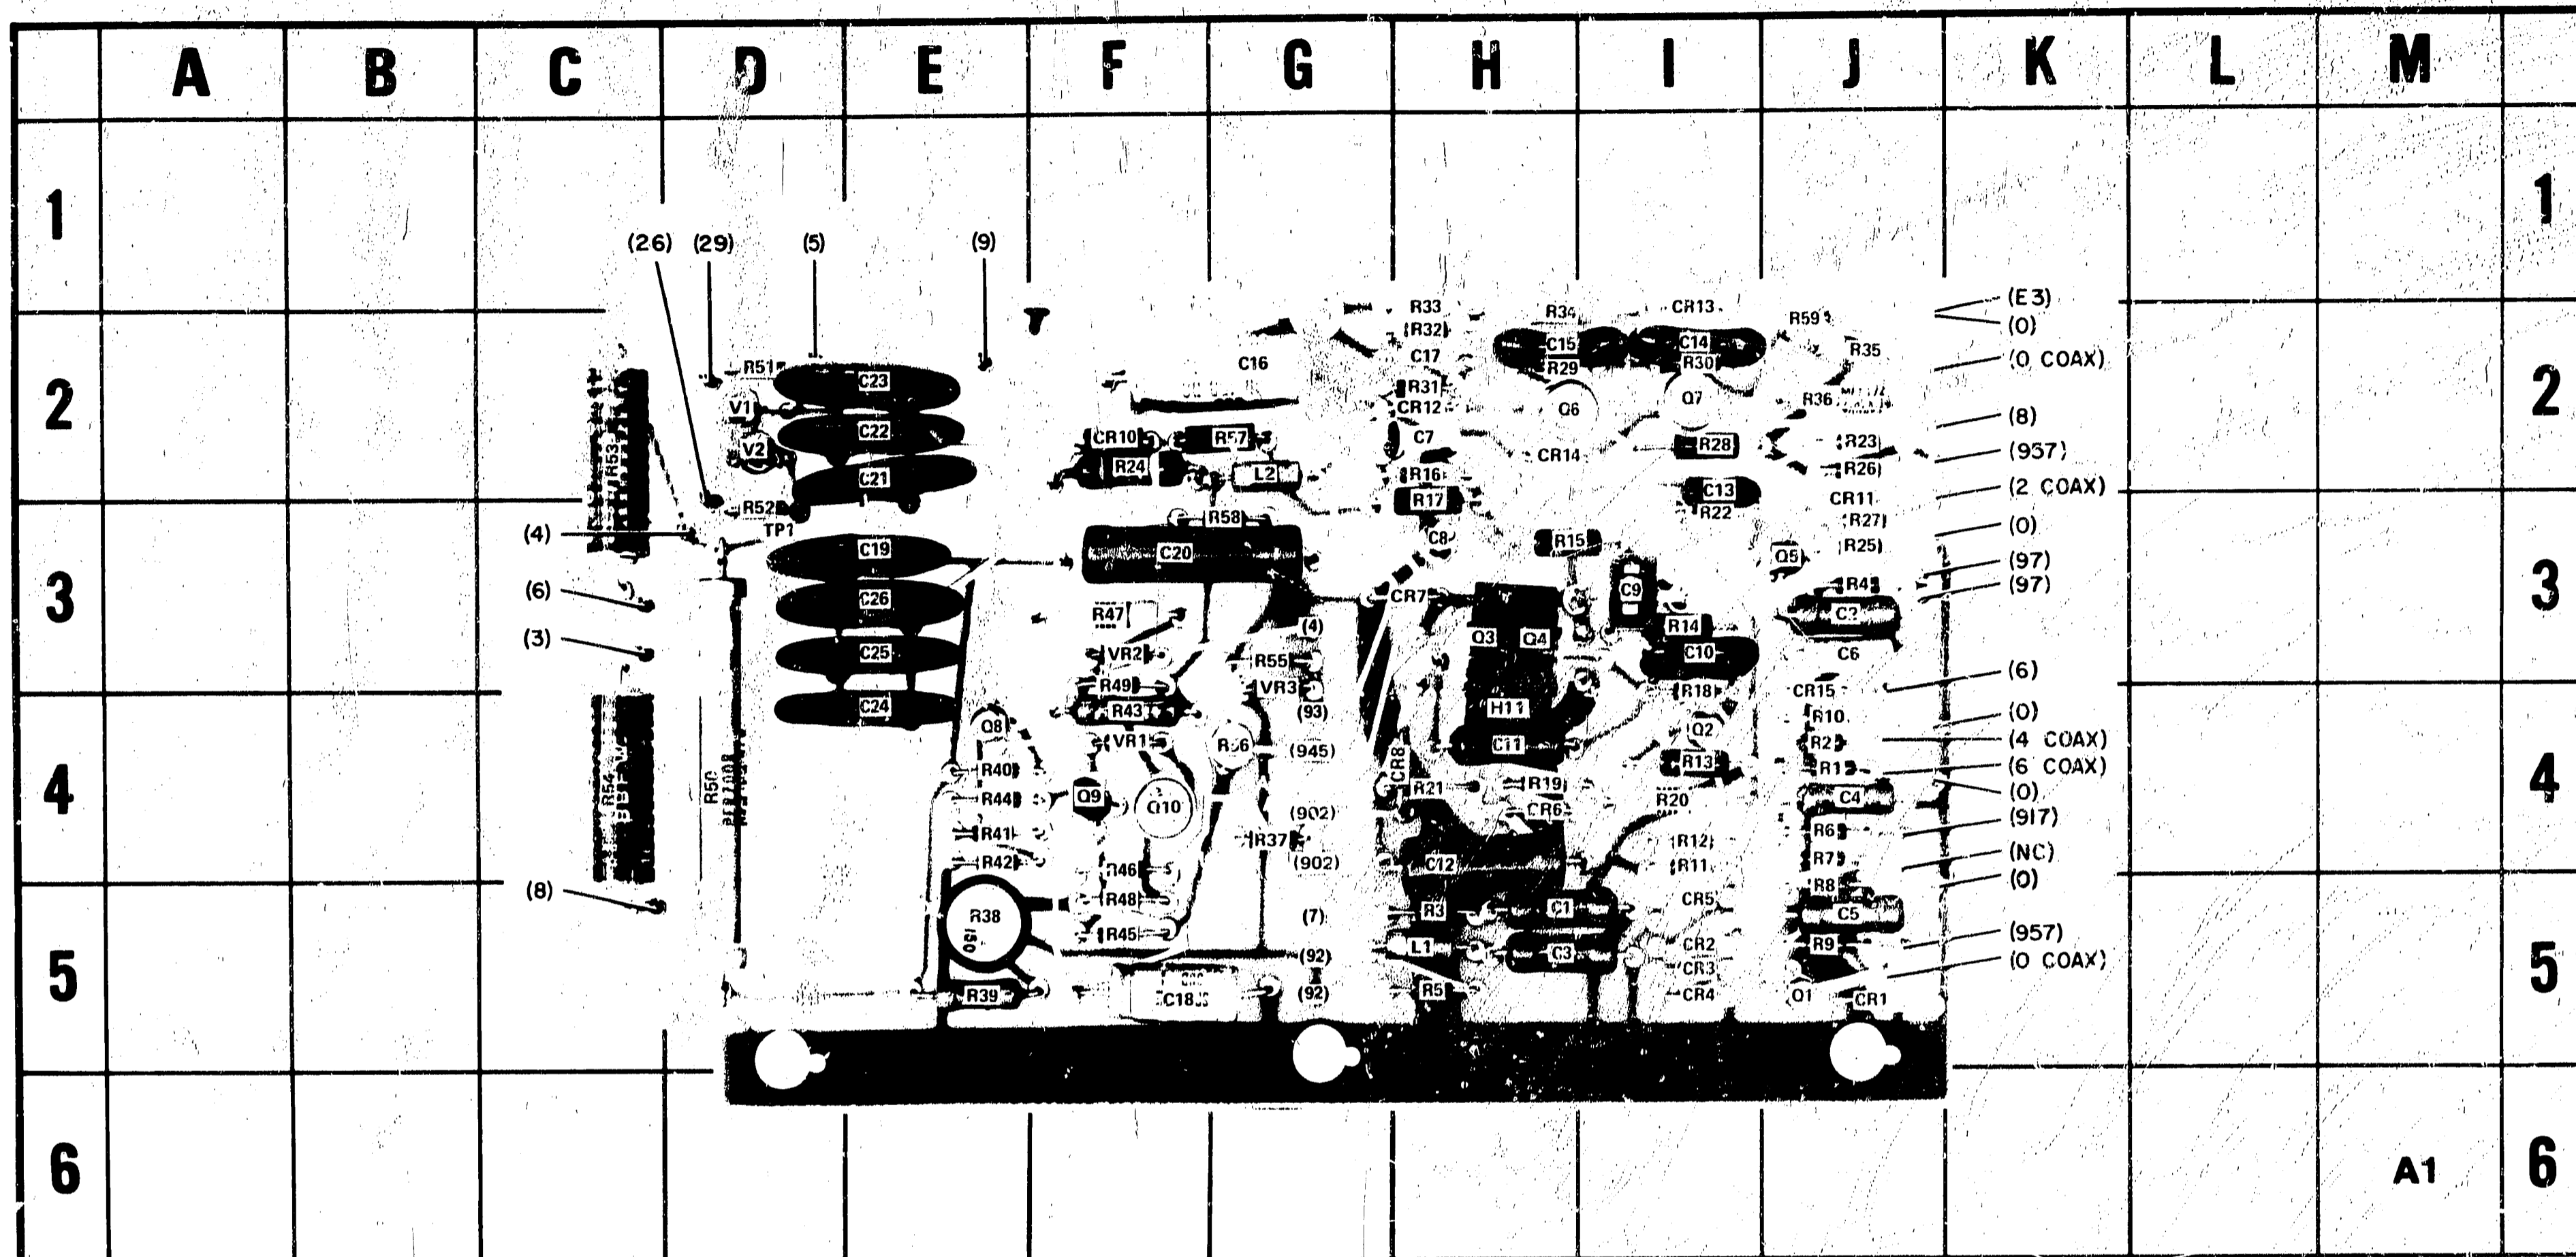 A B C D E F G H I J K L M
1 1
(26) (29) (5) (9)
R33 R34 CR13 (E3)
R32 R59 (0)
C17 C15 C14 R35
C16 R29 R30 (0 COAX)
R51 C23 R31
V1 CR12 Q6 Q7 R36
2 2
C22 CR10 R57 C7 R28 R23 (8)
R53 V2 CR14 (957)
C21 R24 L2 R16 R26
R17 C13 CR11 (2 COAX)
R52 R58 R22 R27 (0)
(4) TP1 C8 R15 R25
C19 C20 Q5 (97)
(6) C26 CR7 C9 R4 (97)
3 3
R47 (4) R14
(3) C25 VR2 R55 Q3 Q4 C10 C6
R49 VR3 R18 CR15 (6)
C24 R43 (93) H11 R10 (0)
Q8 VR1 (945) C11 Q2 R2 (4 COAX)
R40 CR8 R13 R1 (6 COAX)
R54 R50 R44 Q9 Q10 R21 R19 R20 C4 (0)
4 4
R41 (902) CR6 R6 (917)
R37 R12
R42 R46 (902) C12 R11 R7 (NC)
(8) R48 CR5 R8 (0)
R38 (7) R3 C1 C5
150 R45 L1 CR2 R9 (957)
(92) C3 CR3 (0 COAX)
5 5
R39 C18 (92) R5 CR4 Q1 CR1
6 A1 6